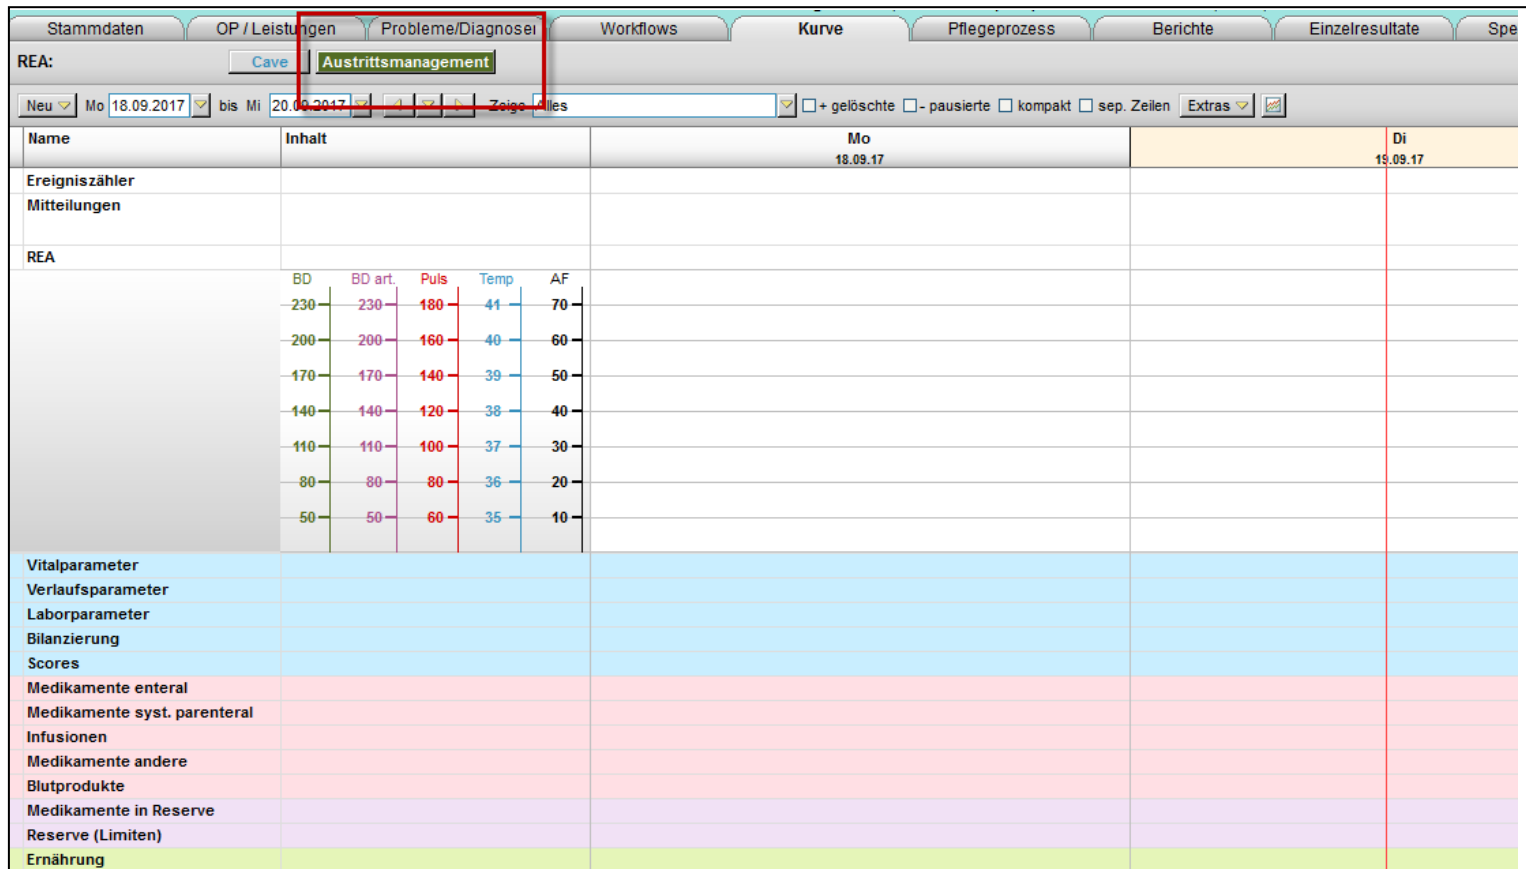 Stammdaten OP / Leistungen Probleme/Diagnosen Workflows Kurve Pflegeprozess Berichte Einzelresultate Spe
REA: Cave Austrittsmanagement
Neu Mo 18.09.2017 bis Mi 20.09.2017 Zeige Alles + gelöschte - pausierte kompakt sep. Zeilen Extras
Name Inhalt Mo Di
18.09.17 19.09.17
Ereigniszähler
Mitteilungen
REA
BD BD art. Puls Temp AF
230 230 180 41 70
200 200 160 40 60
170 170 140 39 50
140 140 120 38 40
110 110 100 37 30
80 80 80 36 20
50 50 60 35 10
Vitalparameter
Verlaufsparameter
Laborparameter
Bilanzierung
Scores
Medikamente enteral
Medikamente syst. parenteral
Infusionen
Medikamente andere
Blutprodukte
Medikamente in Reserve
Reserve (Limiten)
Ernährung